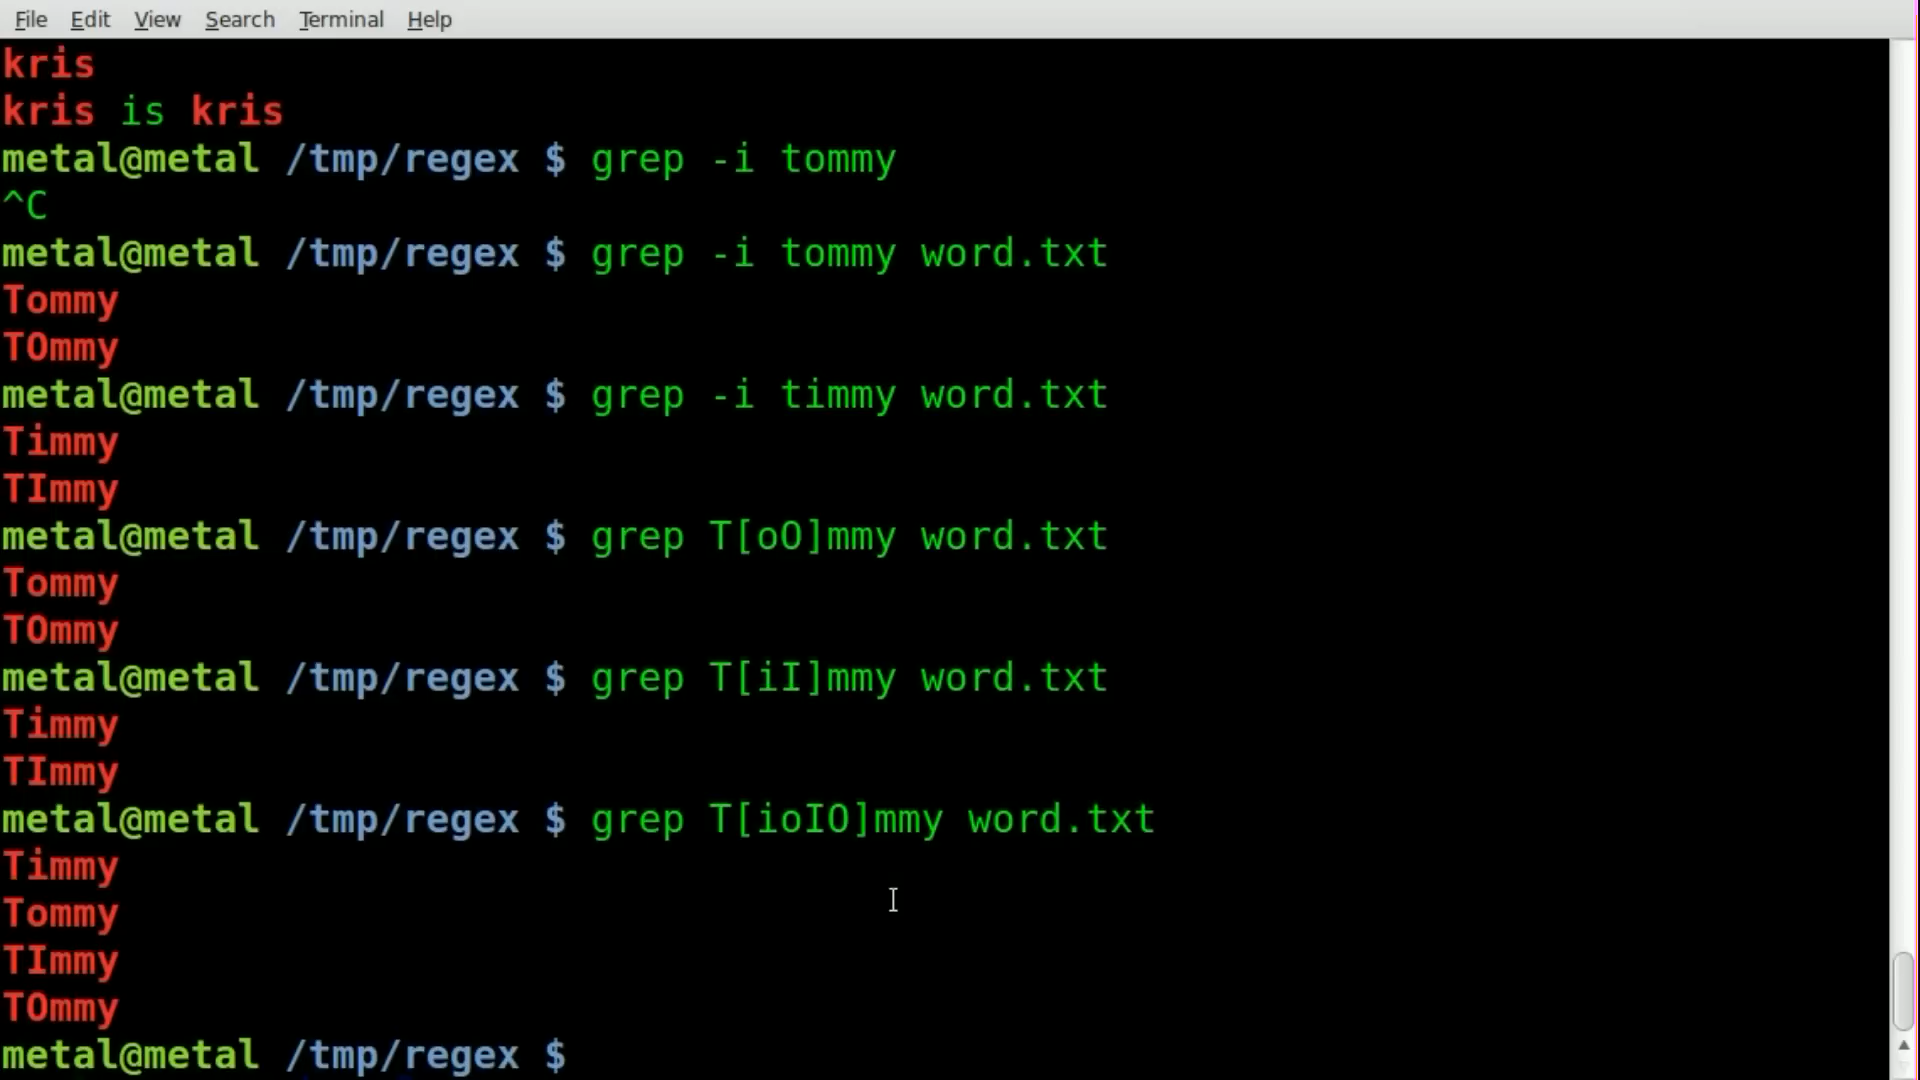 File Edit View Search Terminal Help
kris
kris is kris
metal@metal /tmp/regex $ grep -i tommy
^C
metal@metal /tmp/regex $ grep -i tommy word.txt
Tommy
TOmmy
metal@metal /tmp/regex $ grep -i timmy word.txt
Timmy
TImmy
metal@metal /tmp/regex $ grep T[oO]mmy word.txt
Tommy
TOmmy
metal@metal /tmp/regex $ grep T[iI]mmy word.txt
Timmy
TImmy
metal@metal /tmp/regex $ grep T[ioIO]mmy word.txt
Timmy
Tommy
TImmy
TOmmy
metal@metal /tmp/regex $